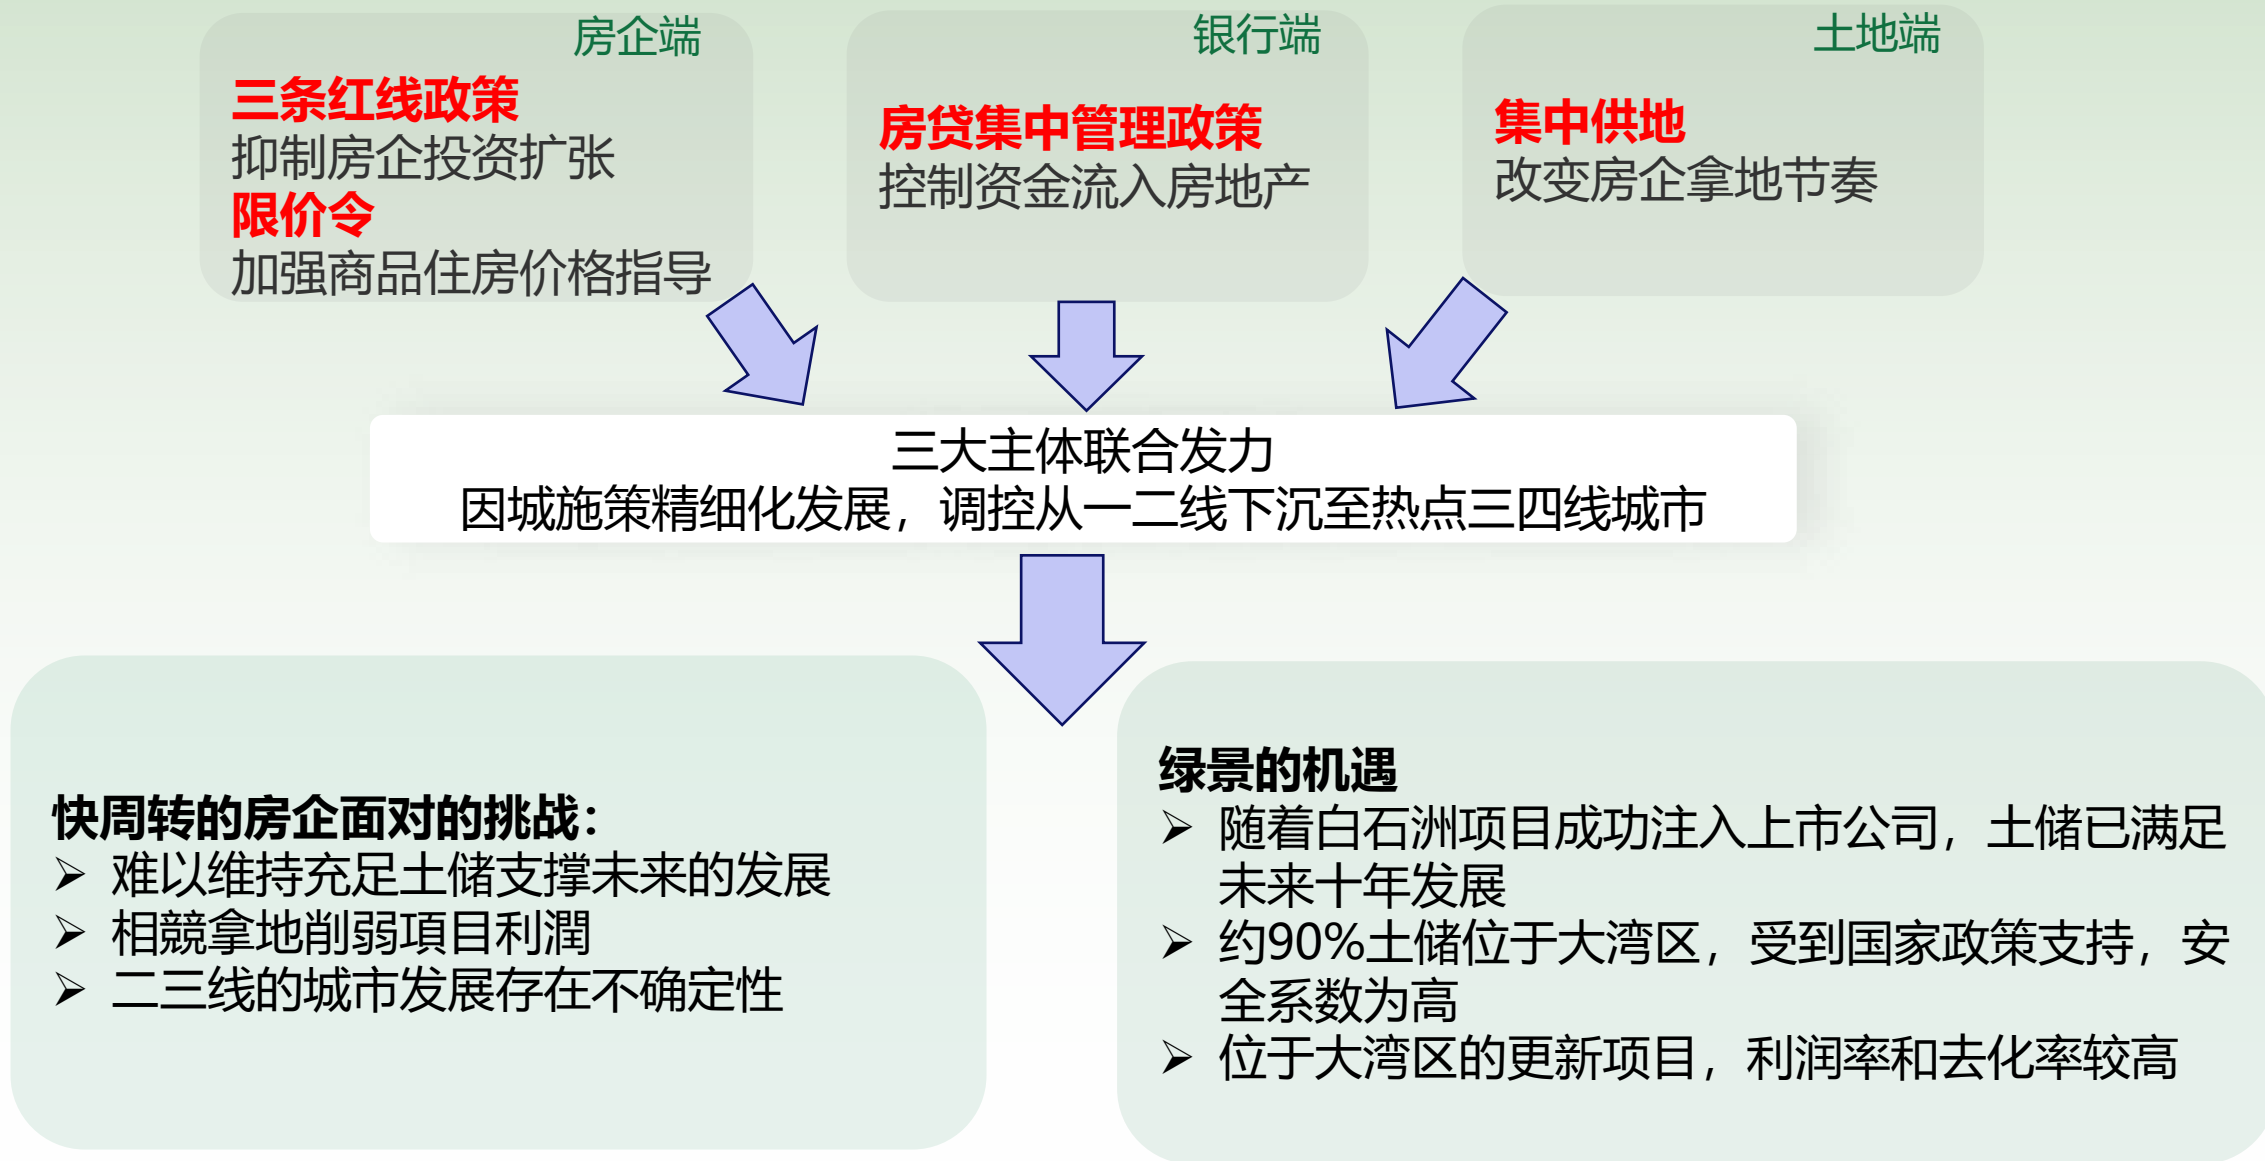 房企端
三条红线政策
抑制房企投资扩张
限价令
加强商品住房价格指导
银行端
房贷集中管理政策
控制资金流入房地产
土地端
集中供地
改变房企拿地节奏
三大主体联合发力
因城施策精细化发展，调控从一二线下沉至热点三四线城市
快周转的房企面对的挑战：
➢ 难以维持充足土储支撑未来的发展
➢ 相競拿地削弱項目利潤
➢ 二三线的城市发展存在不确定性
绿景的机遇
➢ 随着白石洲项目成功注入上市公司，土储已满足
未来十年发展
➢ 约90%土储位于大湾区，受到国家政策支持，安
全系数为高
➢ 位于大湾区的更新项目，利润率和去化率较高